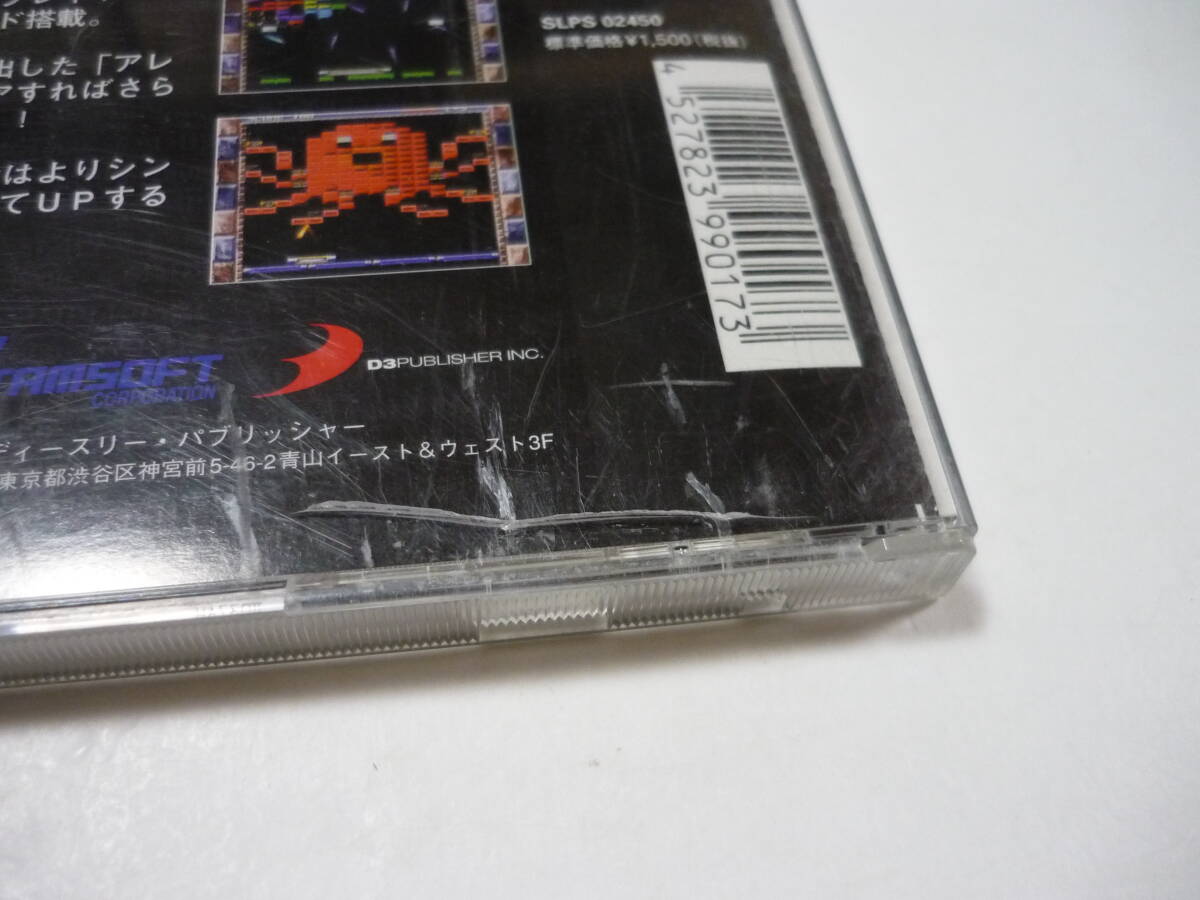 ド搭載。
出した「アレ
アすればさら
！
はよりシン
てUPする
SLPS 02450
標準価格¥1,500(税抜)
4 527823 990173
TAMSOFT
CORPORATION
D3PUBLISHER INC.
ディースリー・パブリッシャー
東京都渋谷区神宮前5-46-2青山イースト&ウェスト3F